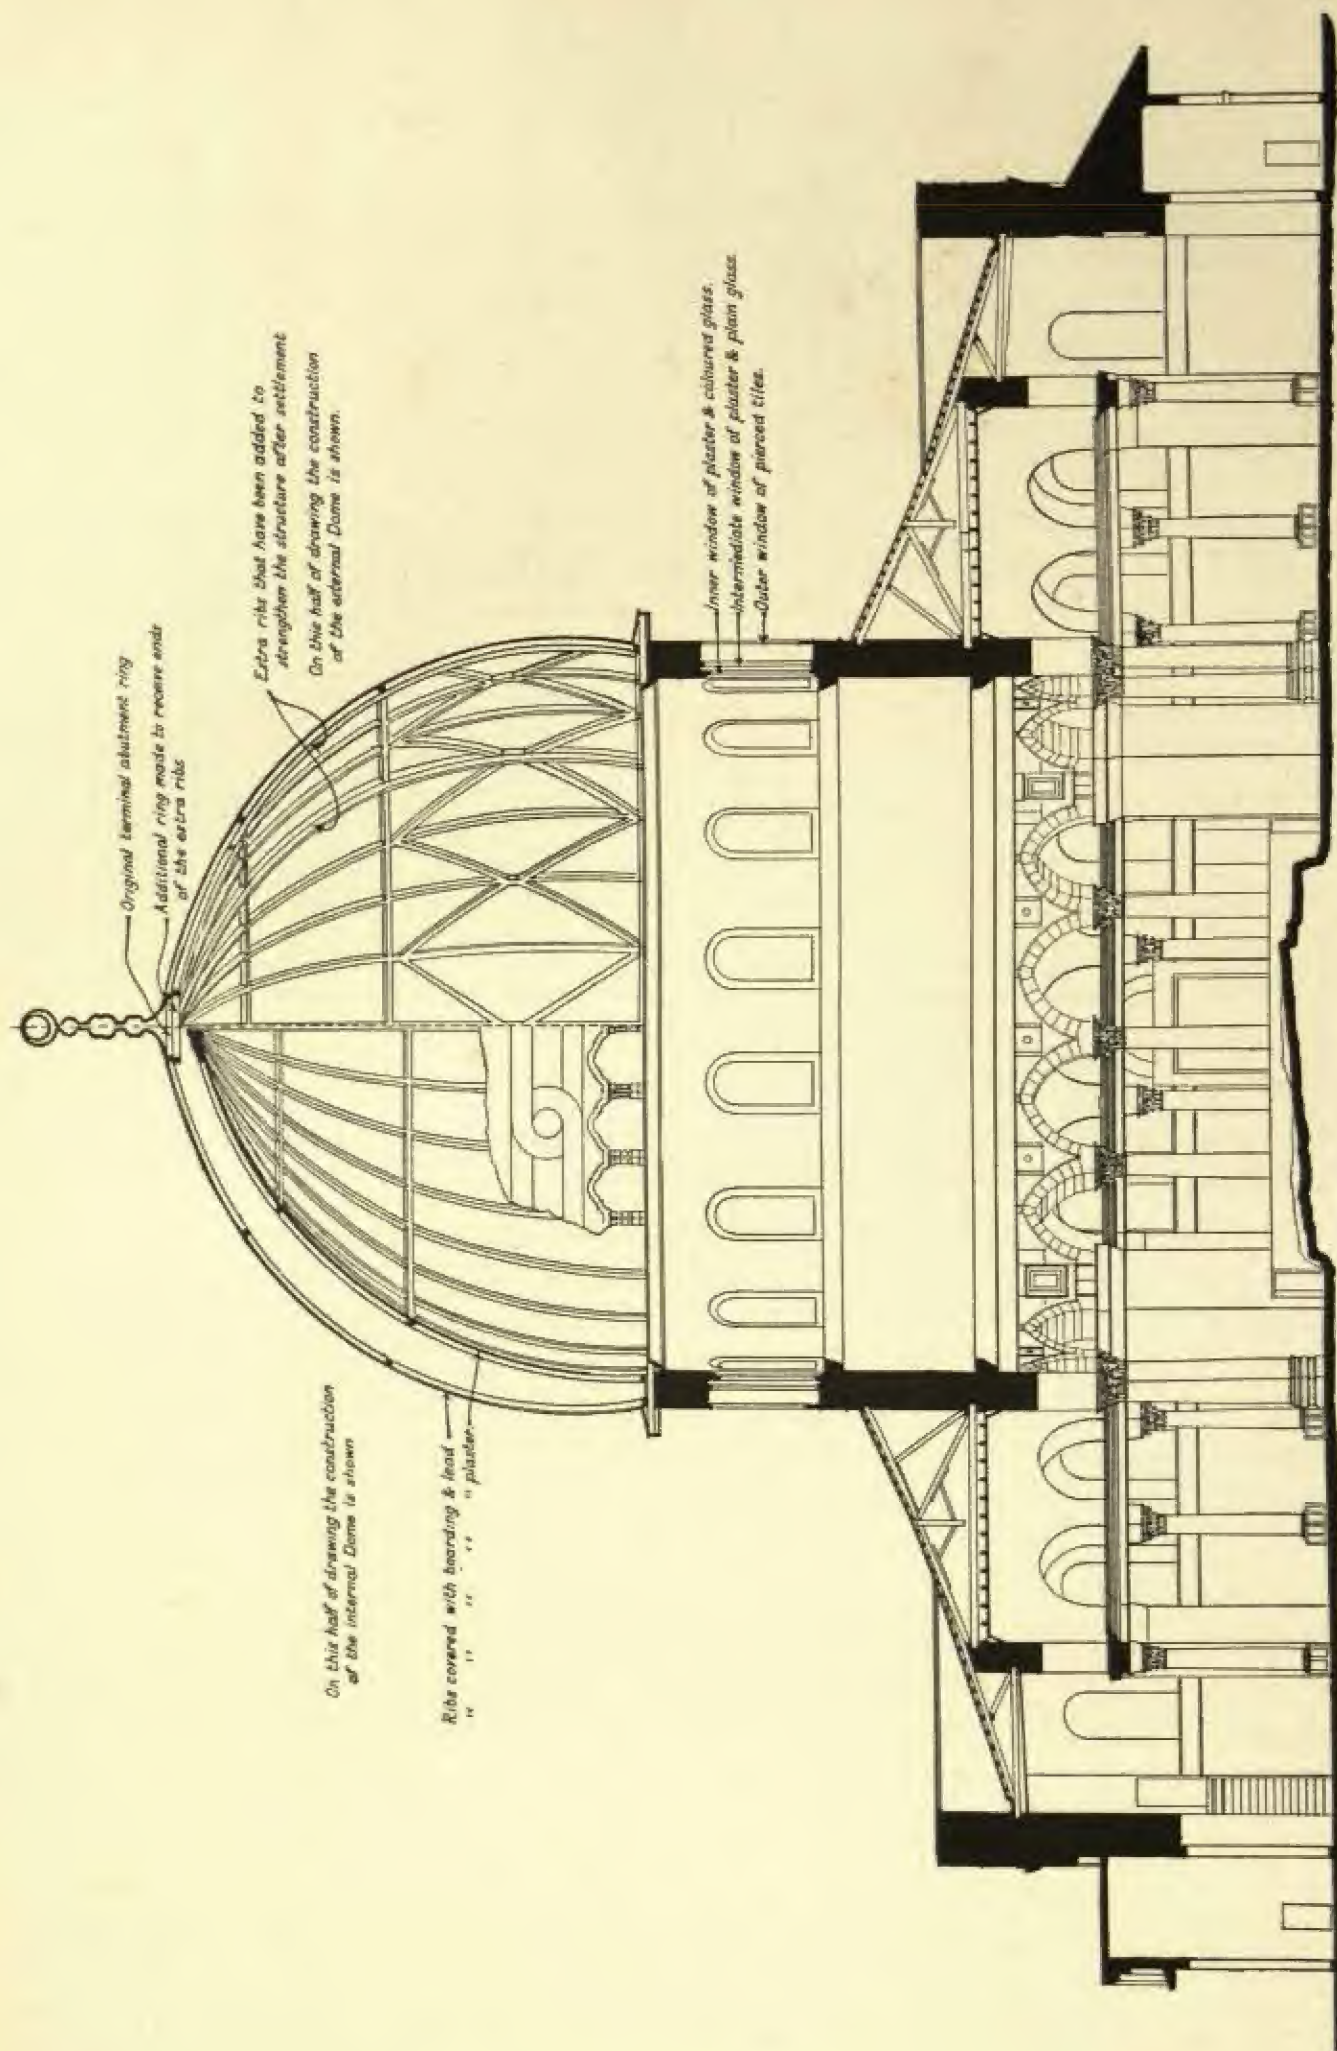 Original terminal abutment ring
Additional ring made to receive ends
of the extra ribs
Extra ribs that have been added to
strengthen the structure after settlement
On this half of drawing the construction
of the external Dome is shown.
On this half of drawing the construction
of the internal Dome is shown
Ribs covered with boarding & lead
" " " " " plaster.
Inner window of plaster & coloured glass.
Intermediate window of plaster & plain glass.
Outer window of pierced tiles.